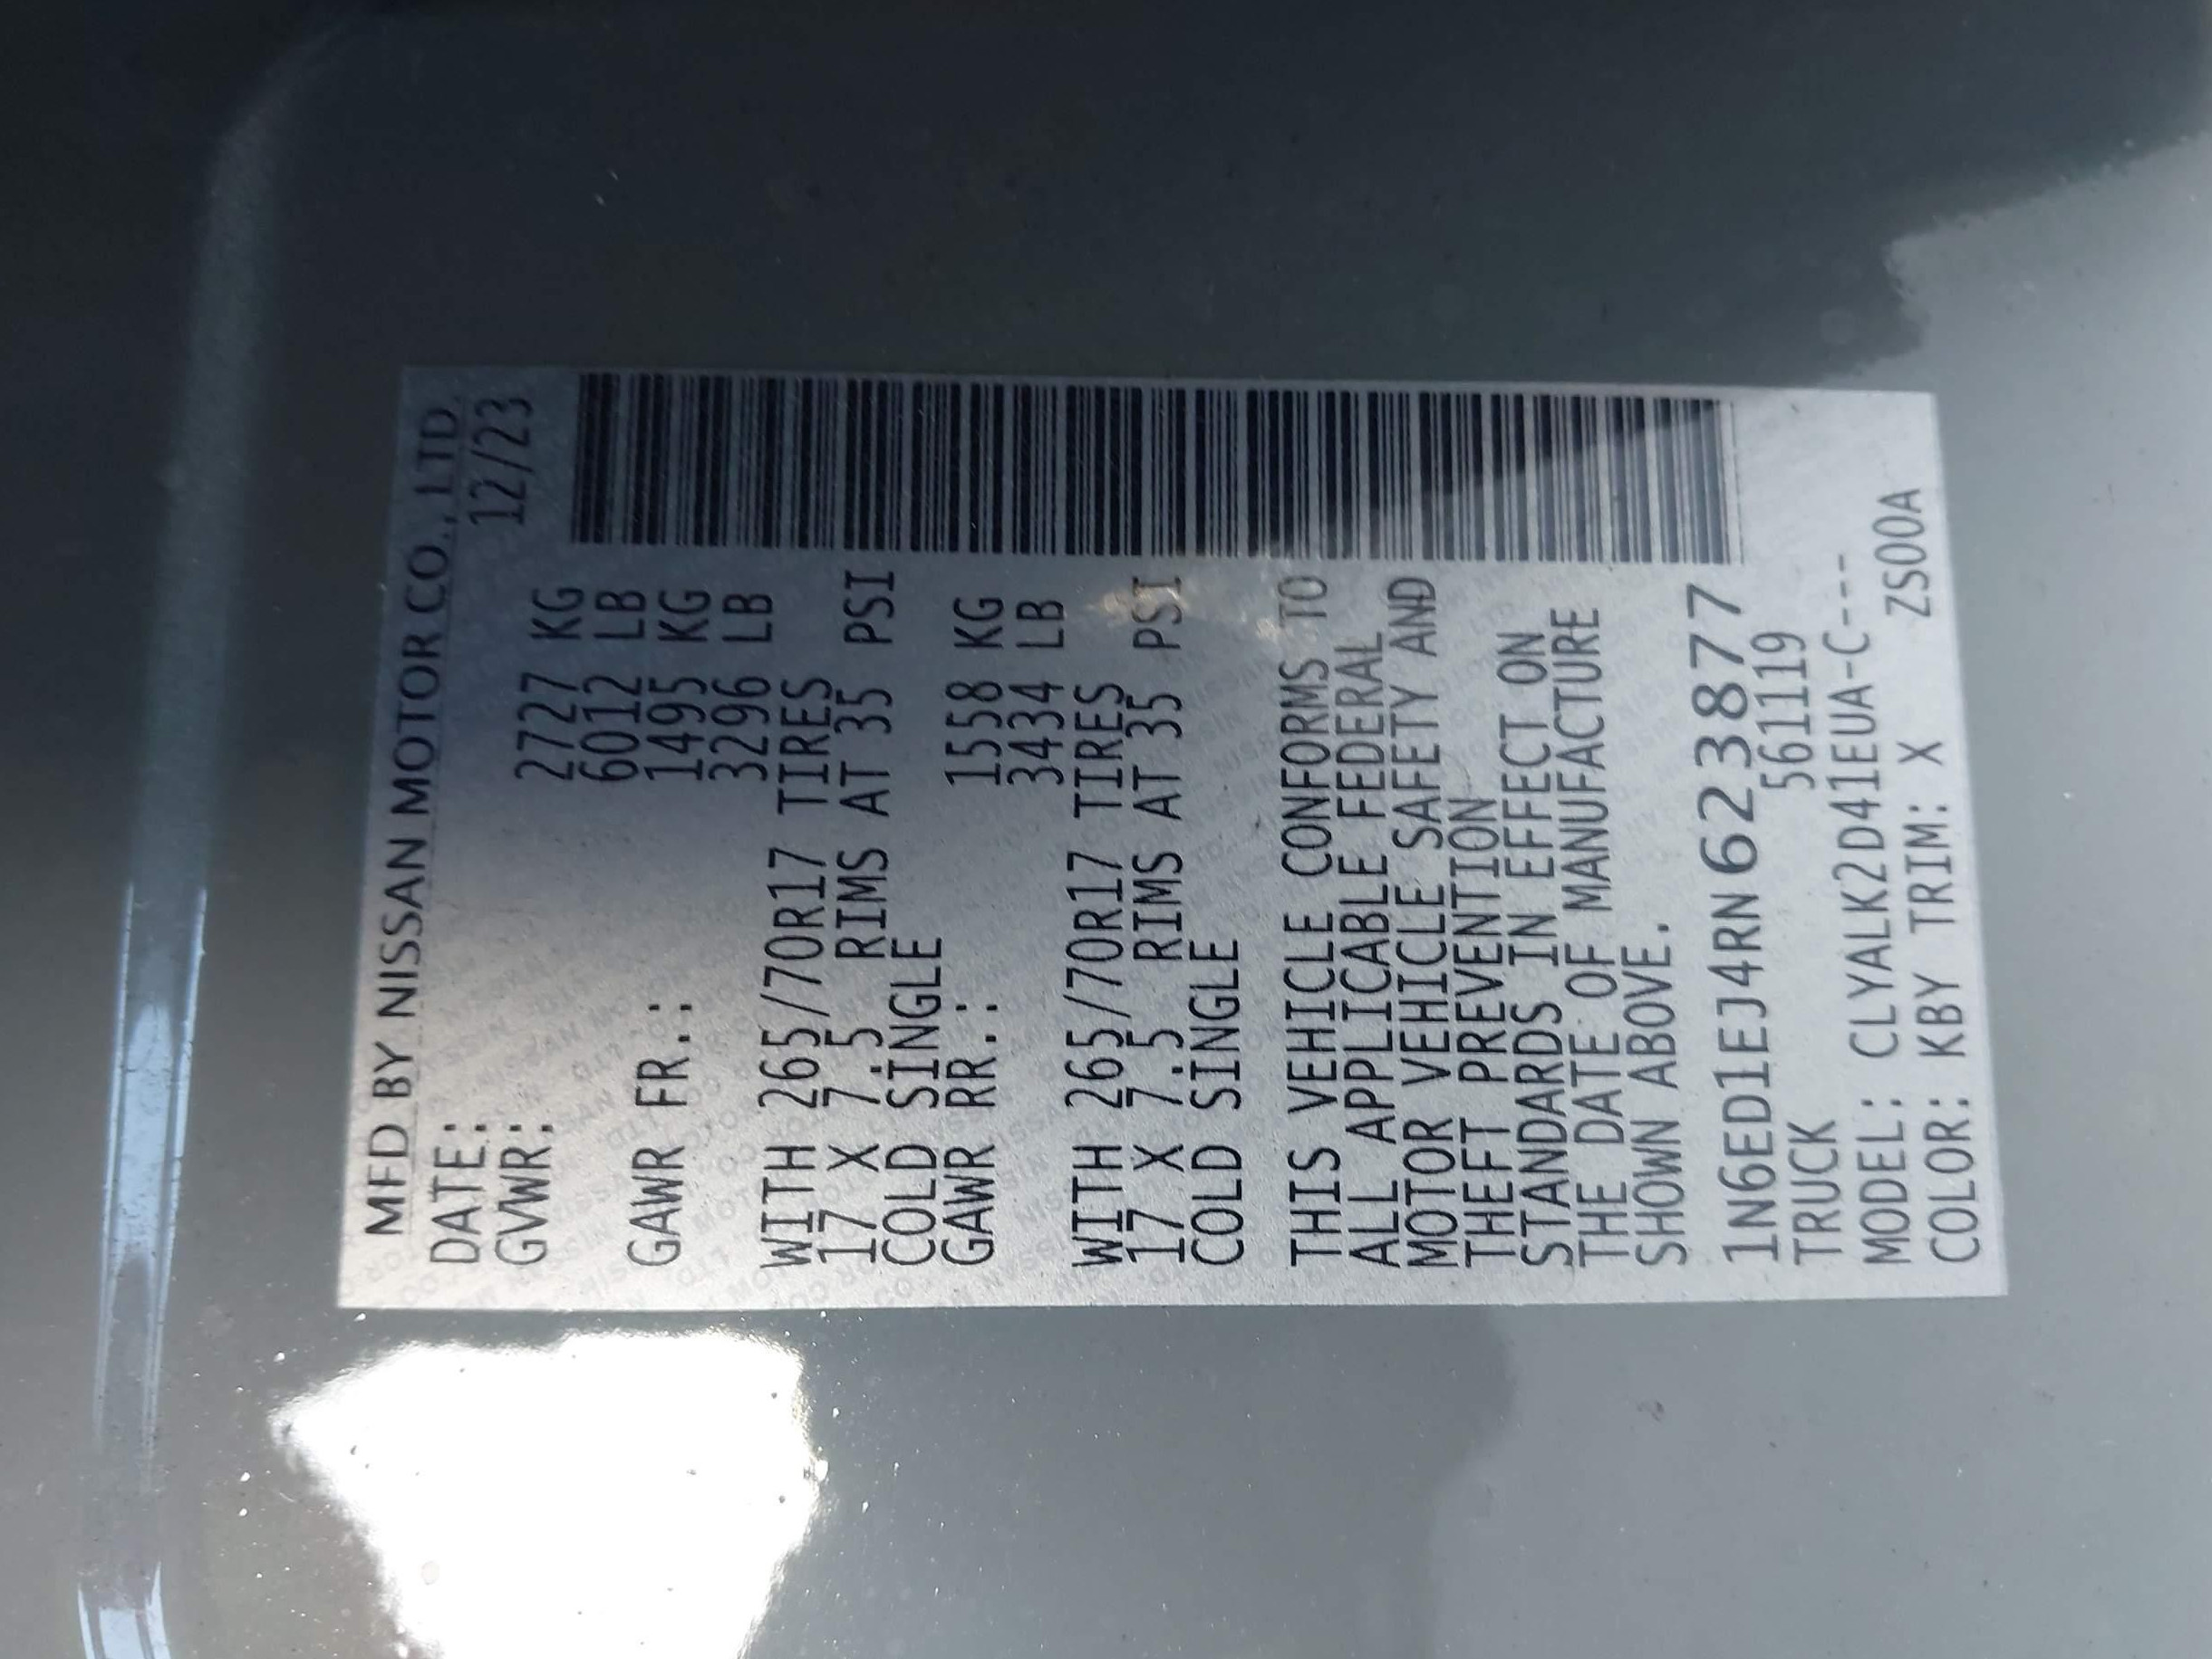 MFD BY NISSAN MOTOR CO., LTD.
DATE: 12/23
GVWR: 2727 KG
6012 LB
GAWR FR.: 1495 KG
3296 LB
WITH 265/70R17 TIRES
17 X 7.5 RIMS AT 35 PSI
COLD SINGLE
GAWR RR.: 1558 KG
3434 LB
WITH 265/70R17 TIRES
17 X 7.5 RIMS AT 35 PSI
COLD SINGLE
THIS VEHICLE CONFORMS TO
ALL APPLICABLE FEDERAL
MOTOR VEHICLE SAFETY AND
THEFT PREVENTION
STANDARDS IN EFFECT ON
THE DATE OF MANUFACTURE
SHOWN ABOVE.
1N6ED1EJ4RN623877
TRUCK 561119
MODEL: CLYALK2D41EUA-C---
COLOR: KBY TRIM: X ZS00A